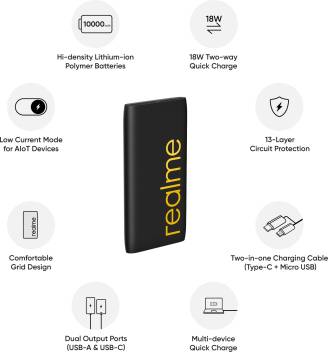 10000mAh
18W
Hi-density Lithium-ion
Polymer Batteries
18W Two-way
Quick Charge
Low Current Mode
for AIoT Devices
13-Layer
Circuit Protection
realme
realme
Comfortable
Grid Design
Two-in-one Charging Cable
(Type-C + Micro USB)
Dual Output Ports
(USB-A & USB-C)
Multi-device
Quick Charge